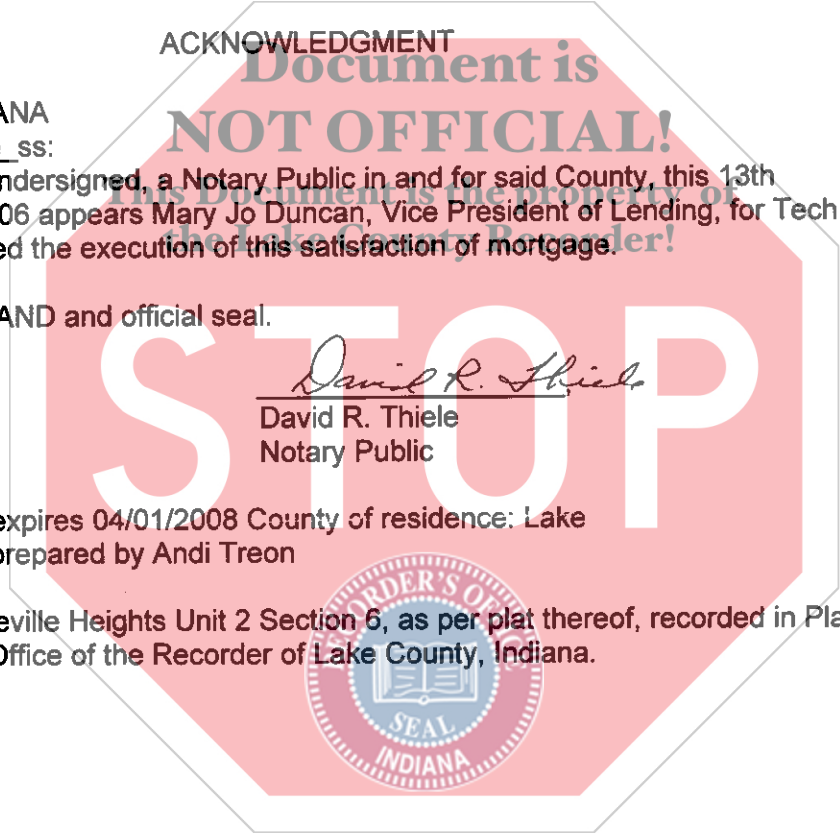 ACKNOWLEDGMENT
Document is
ANA
NOT OFFICIAL!
ss:
ndersigned, a Notary Public in and for said County, this 13th
This Document is the property of
06 appears Mary Jo Duncan, Vice President of Lending, for Tech
the Lake County Recorder!
ed the execution of this satisfaction of mortgage.
AND and official seal.
STOP
David R. Thiele
David R. Thiele
Notary Public
expires 04/01/2008 County of residence: Lake
prepared by Andi Treon
RECORDER'S OFFICE
eville Heights Unit 2 Section 6, as per plat thereof, recorded in Pla
Office of the Recorder of Lake County, Indiana.
SEAL
INDIANA